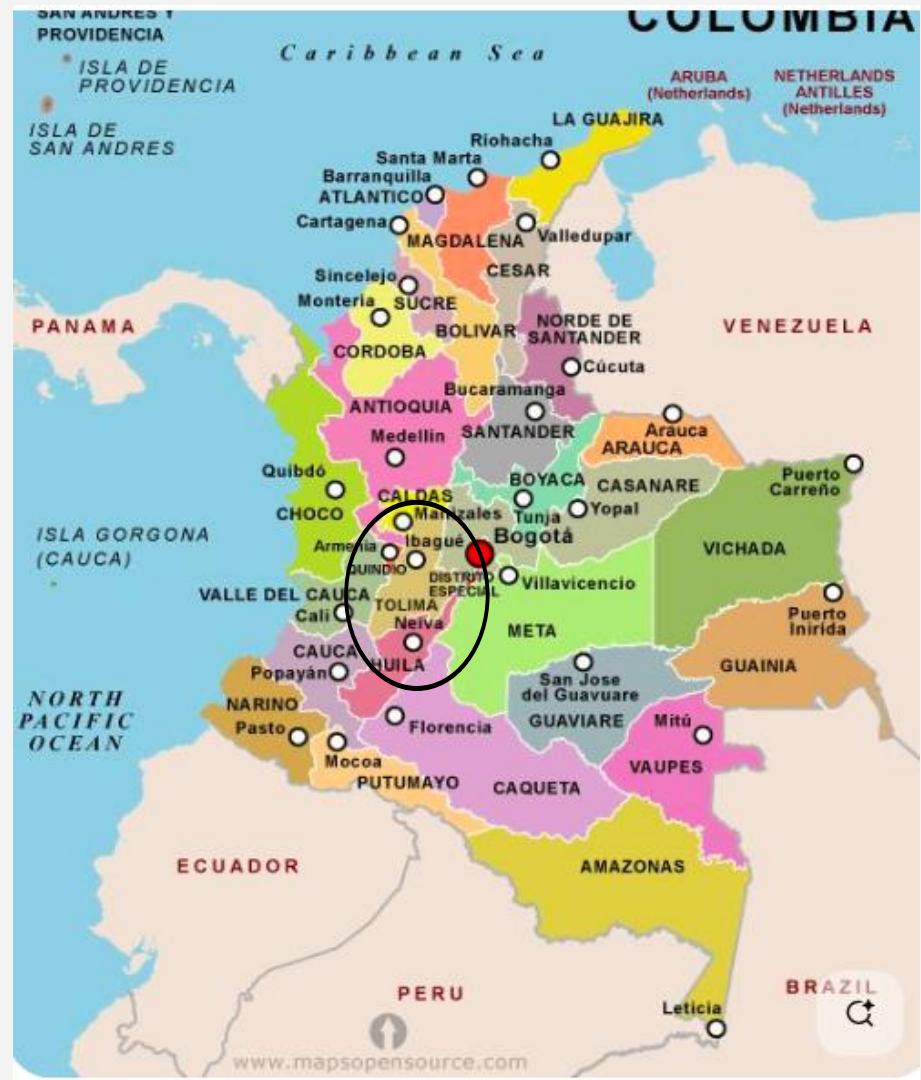 SAN ANDRES Y
PROVIDENCIA
COLOMBIA
Caribbean Sea
ISLA DE
PROVIDENCIA
ISLA DE
SAN ANDRES
ARUBA
(Netherlands)
NETHERLANDS
ANTILLES
(Netherlands)
LA GUAJIRA
Riohacha
Santa Marta
Barranquilla
ATLANTICO
Cartagena
MAGDALENA
Valledupar
CESAR
Sincelejo
Monteria
SUCRE
PANAMA
BOLIVAR
NORDE DE
SANTANDER
VENEZUELA
CORDOBA
Cúcuta
Bucaramanga
ANTIOQUIA
Medellin
SANTANDER
Arauca
ARAUCA
Quibdó
BOYACA
CASANARE
Puerto
Carreño
CALDAS
CHOCO
Manizales
Tunja
Yopal
ISLA GORGONA
(CAUCA)
Armenia
Ibagué
Bogotá
VICHADA
QUINDIO
DISTRITO
ESPECIAL
Villavicencio
VALLE DEL CAUCA
TOLIMA
Cali
Neiva
META
Puerto
Inirida
CAUCA
HUILA
Popayán
GUAINIA
San Jose
del Guavuare
NORTH
PACIFIC
OCEAN
NARINO
Pasto
Florencia
GUAVIARE
Mitú
Mocoa
VAUPES
PUTUMAYO
CAQUETA
ECUADOR
AMAZONAS
PERU
BRAZIL
Leticia
www.mapsopensource.com